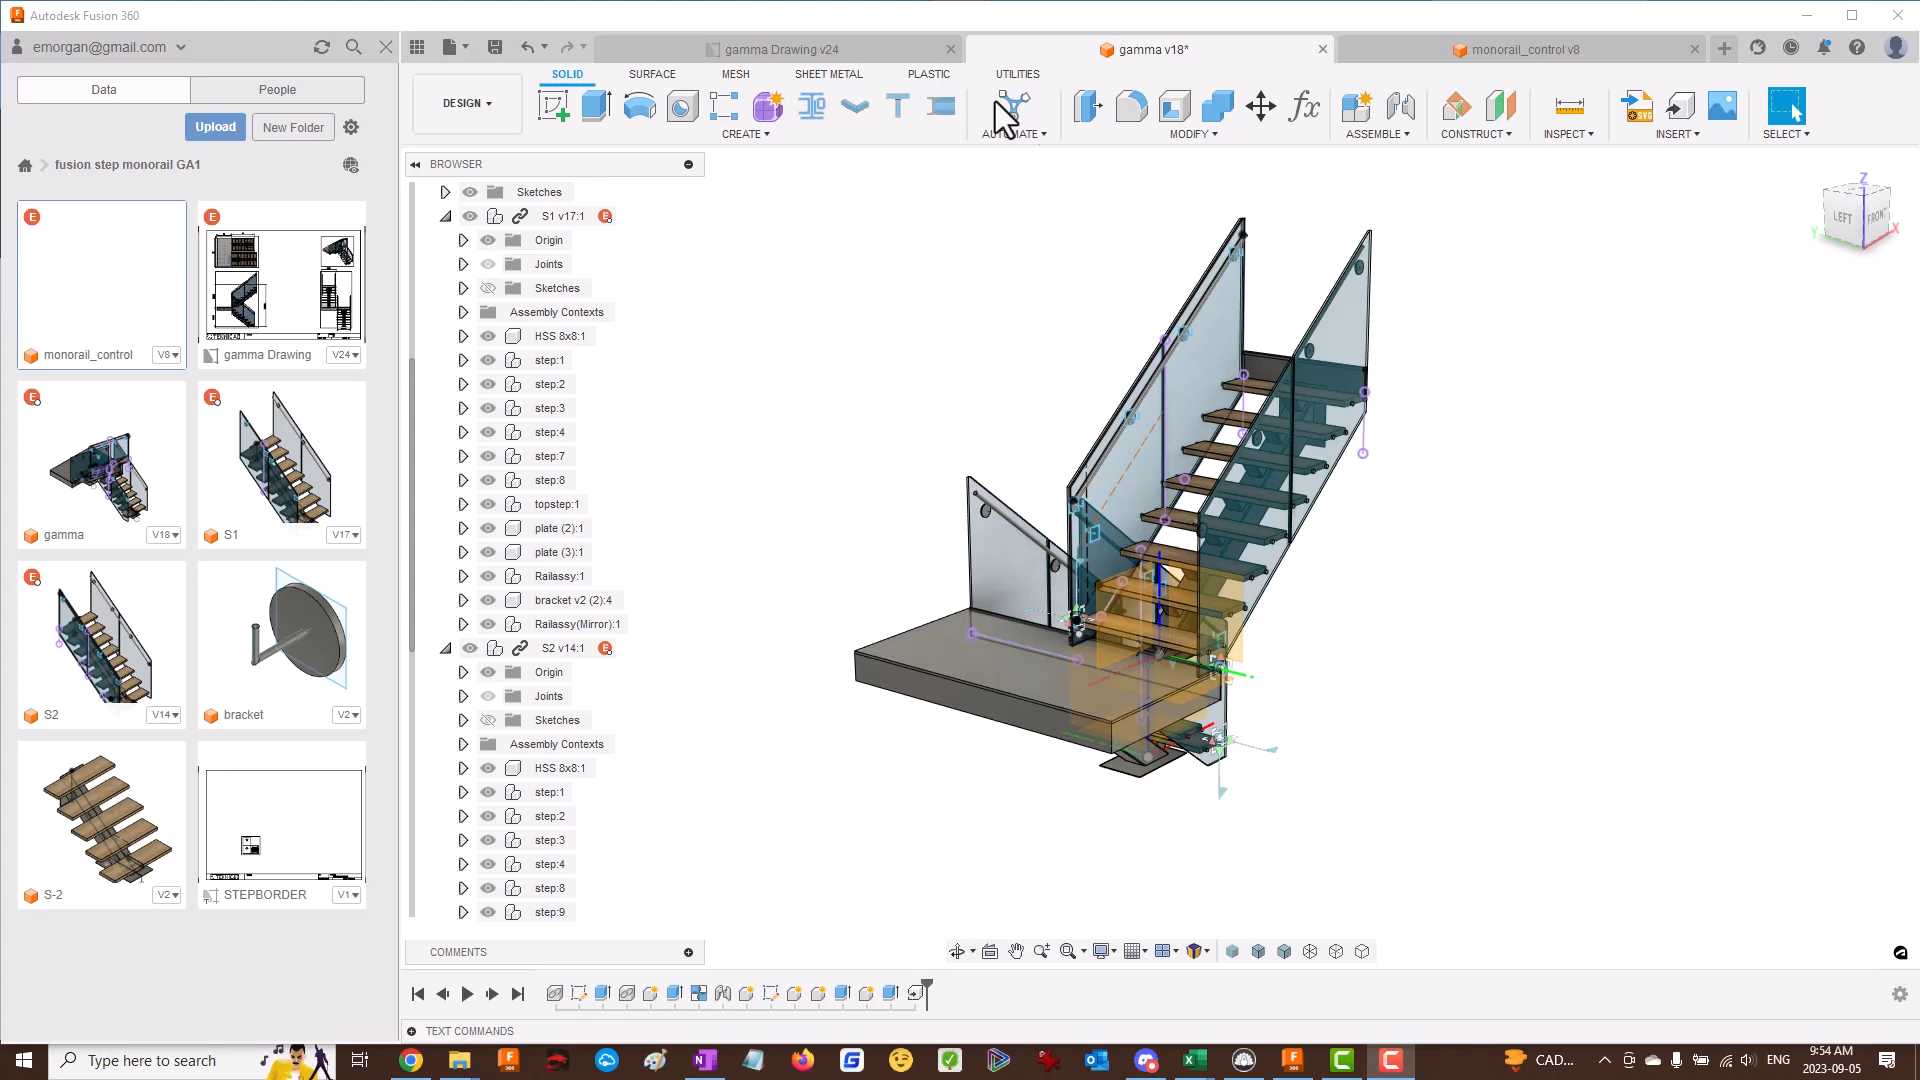 Autodesk Fusion 360
emorgan@gmail.com
gamma Drawing v24
gamma v18*
monorail_control v8
Data
People
Upload
New Folder
fusion step monorail GA1
SOLID
SURFACE
MESH
SHEET METAL
PLASTIC
UTILITIES
DESIGN
CREATE
AUTOMATE
MODIFY
ASSEMBLE
CONSTRUCT
INSPECT
INSERT
SELECT
SVG
BROWSER
Sketches
S1 v17:1
Origin
Joints
Sketches
Assembly Contexts
HSS 8x8:1
step:1
step:2
step:3
step:4
step:7
step:8
topstep:1
plate (2):1
plate (3):1
Railassy:1
bracket v2 (2):4
Railassy(Mirror):1
S2 v14:1
Origin
Joints
Sketches
Assembly Contexts
HSS 8x8:1
step:1
step:2
step:3
step:4
step:8
step:9
monorail_control
V8
gamma Drawing
V24
gamma
V18
S1
V17
S2
V14
bracket
V2
S-2
V2
STEPBORDER
V1
Z
LEFT
FRONT
Y
X
COMMENTS
TEXT COMMANDS
Type here to search
CAD...
ENG
9:54 AM
2023-09-05